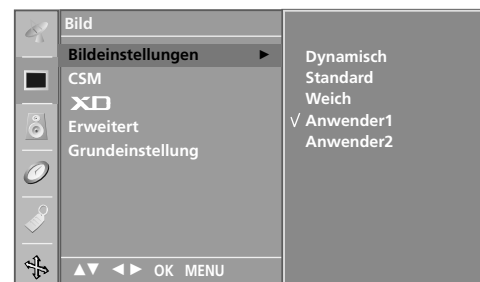 Bild
Bildeinstellungen ►
CSM
XD
Erweitert
Grundeinstellung
▲▼ ◄► OK MENU
Dynamisch
Standard
Weich
√ Anwender1
Anwender2